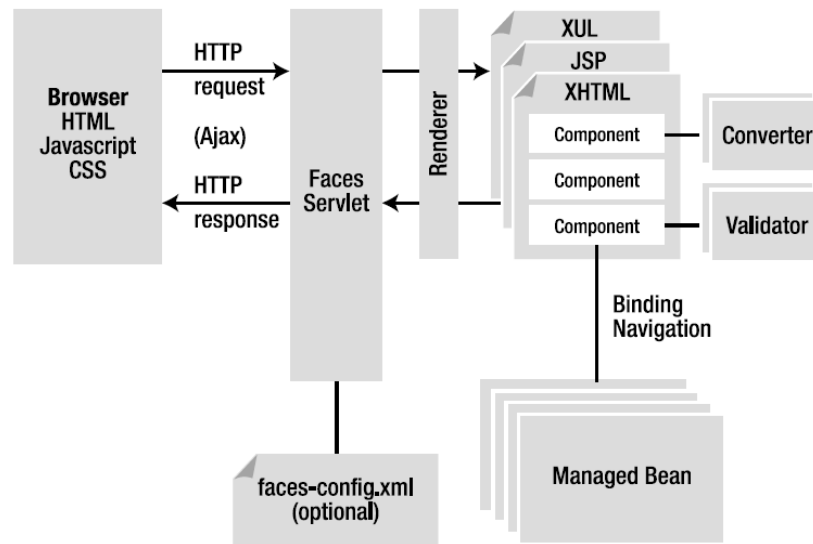 Browser
HTML
Javascript
CSS
HTTP
request
(Ajax)
HTTP
response
Faces
Servlet
Renderer
XUL
JSP
XHTML
Component
Component
Component
Converter
Validator
Binding
Navigation
faces-config.xml
(optional)
Managed Bean